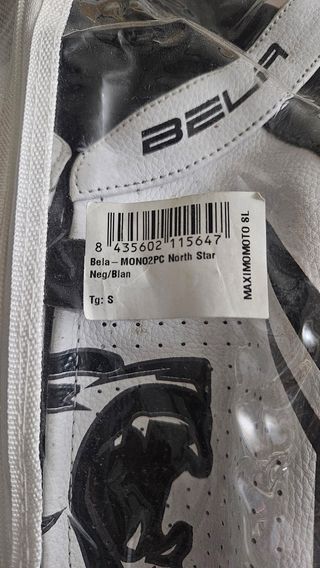 BELA
8 435602 115647
Bela-MONO2PC North Star
Neg/Blan
Tg: S
MAXIMOMOTO SL